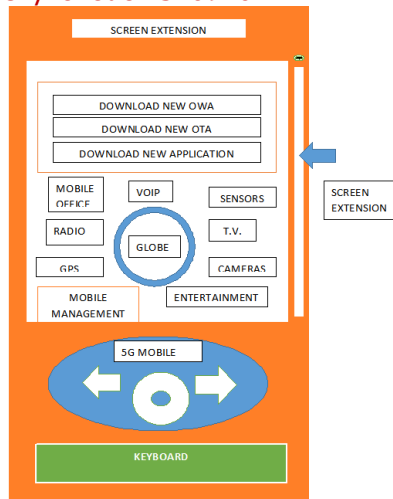 SCREEN EXTENSION
DOWNLOAD NEW OWA
DOWNLOAD NEW OTA
DOWNLOAD NEW APPLICATION
MOBILE
OFFICE
VOIP
SENSORS
SCREEN
EXTENSION
RADIO
GLOBE
T.V.
GPS
CAMERAS
MOBILE
MANAGEMENT
ENTERTAINMENT
5G MOBILE
KEYBOARD